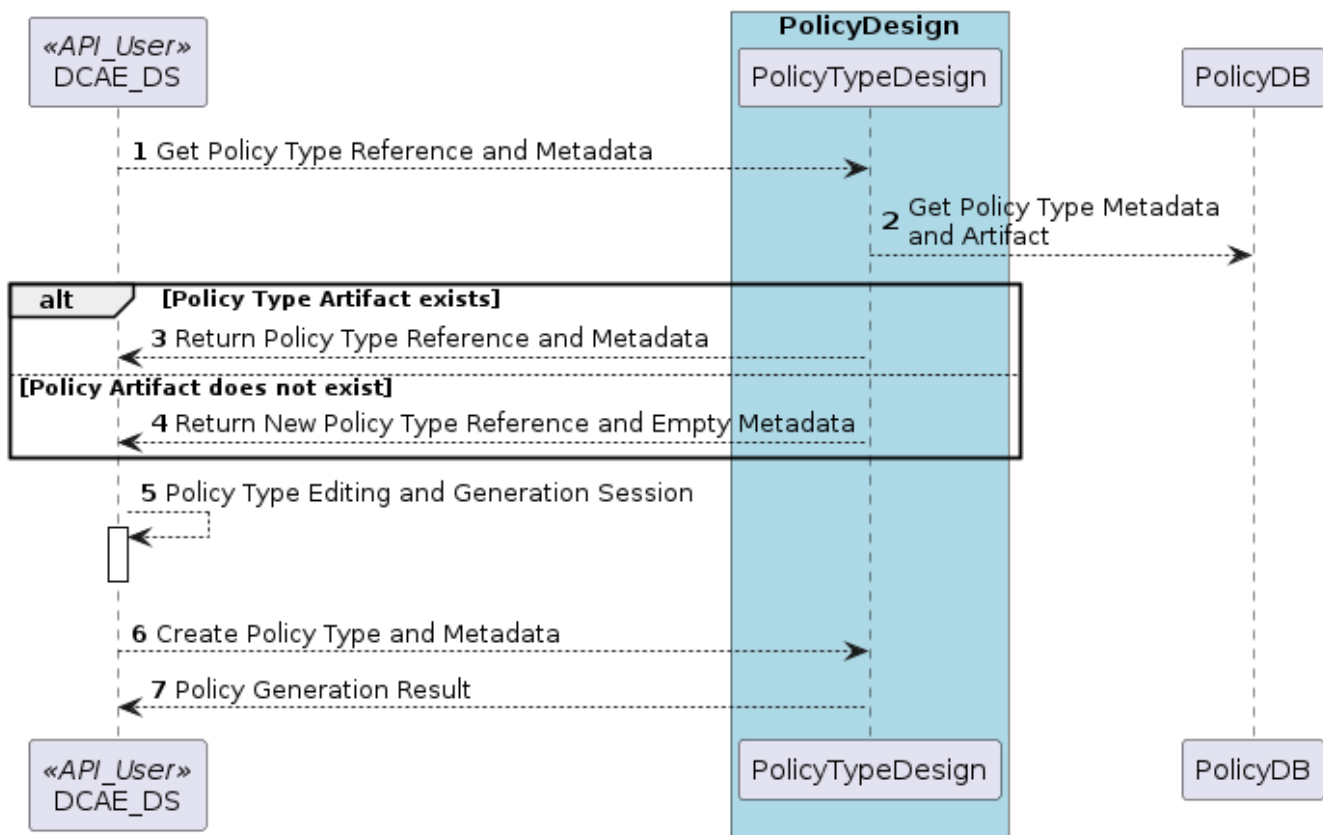 PolicyDesign
«API_User»
DCAE_DS
PolicyTypeDesign
PolicyDB
1 Get Policy Type Reference and Metadata
2 Get Policy Type Metadata
and Artifact
alt [Policy Type Artifact exists]
3 Return Policy Type Reference and Metadata
[Policy Artifact does not exist]
4 Return New Policy Type Reference and Empty Metadata
5 Policy Type Editing and Generation Session
6 Create Policy Type and Metadata
7 Policy Generation Result
«API_User»
DCAE_DS
PolicyTypeDesign
PolicyDB